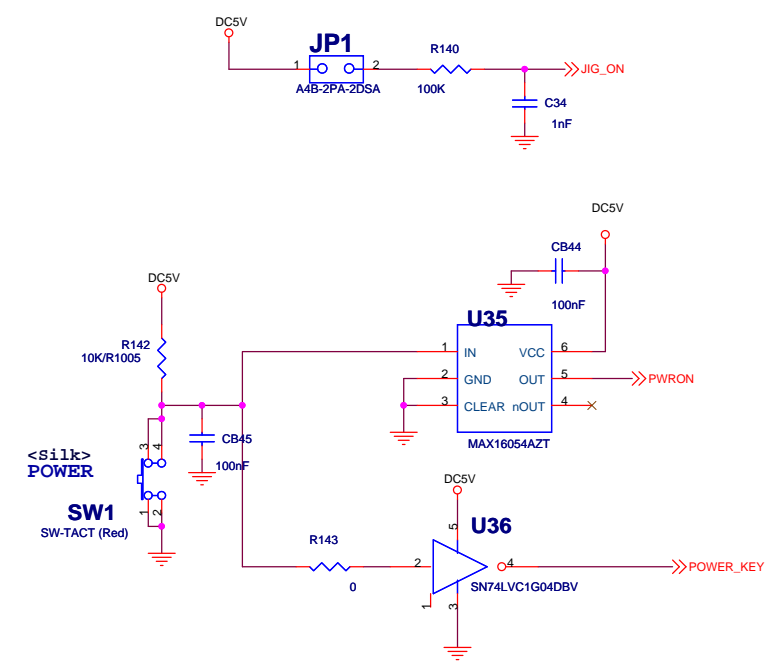 DC5V
JP1
1
2
A4B-2PA-2DSA
R140
100K
JIG_ON
C34
1nF
DC5V
CB44
100nF
DC5V
R142
10K/R1005
U35
1
IN
VCC
6
2
GND
OUT
5
PWRON
3
CLEAR
nOUT
4
MAX16054AZT
CB45
100nF
3
4
<Silk>
POWER
1
2
SW1
SW-TACT (Red)
DC5V
5
U36
R143
0
2
4
POWER_KEY
SN74LVC1G04DBV
1
3